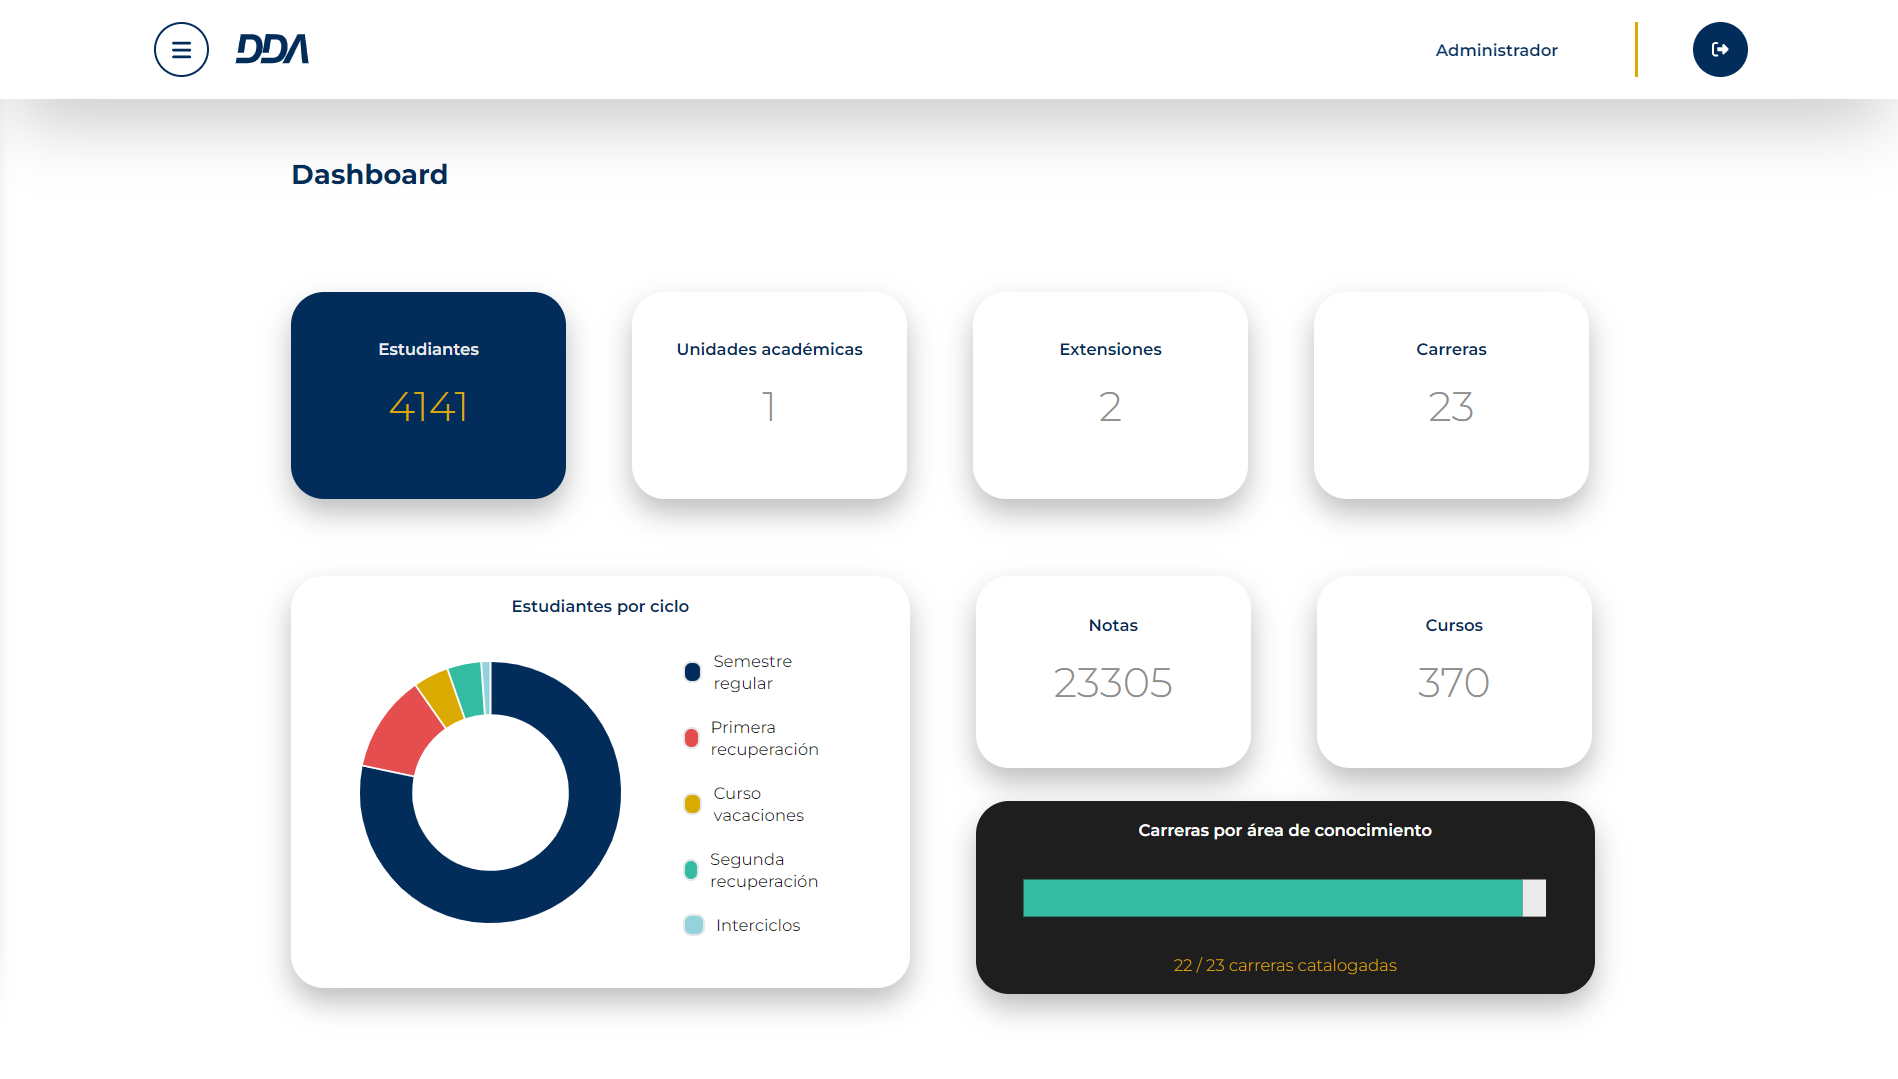 DDA
Administrador
Dashboard
Estudiantes
4141
Unidades académicas
1
Extensiones
2
Carreras
23
Estudiantes por ciclo
Semestre
regular
Primera
recuperación
Curso
vacaciones
Segunda
recuperación
Interciclos
Notas
23305
Cursos
370
Carreras por área de conocimiento
22 / 23 carreras catalogadas